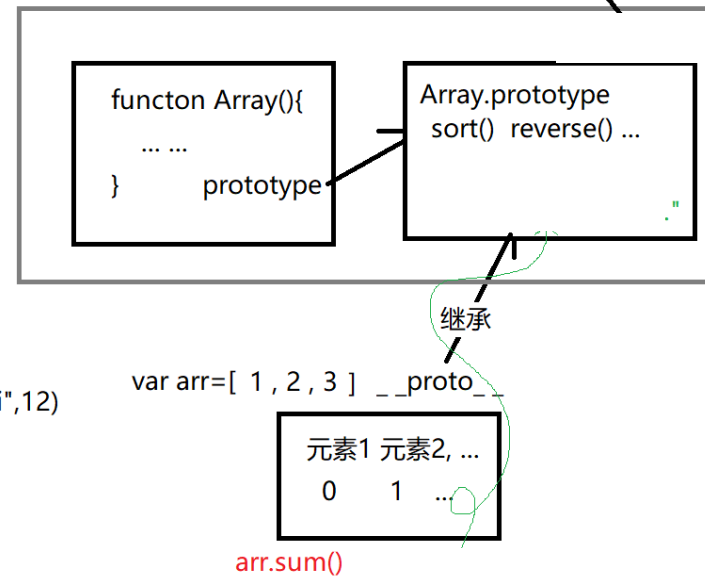 functon Array(){
... ...
} prototype
Array.prototype
sort() reverse() ...
."
继承
var arr=[ 1 , 2 , 3 ] _ _proto_ _
",12)
元素1 元素2, ...
0 1 ...
arr.sum()